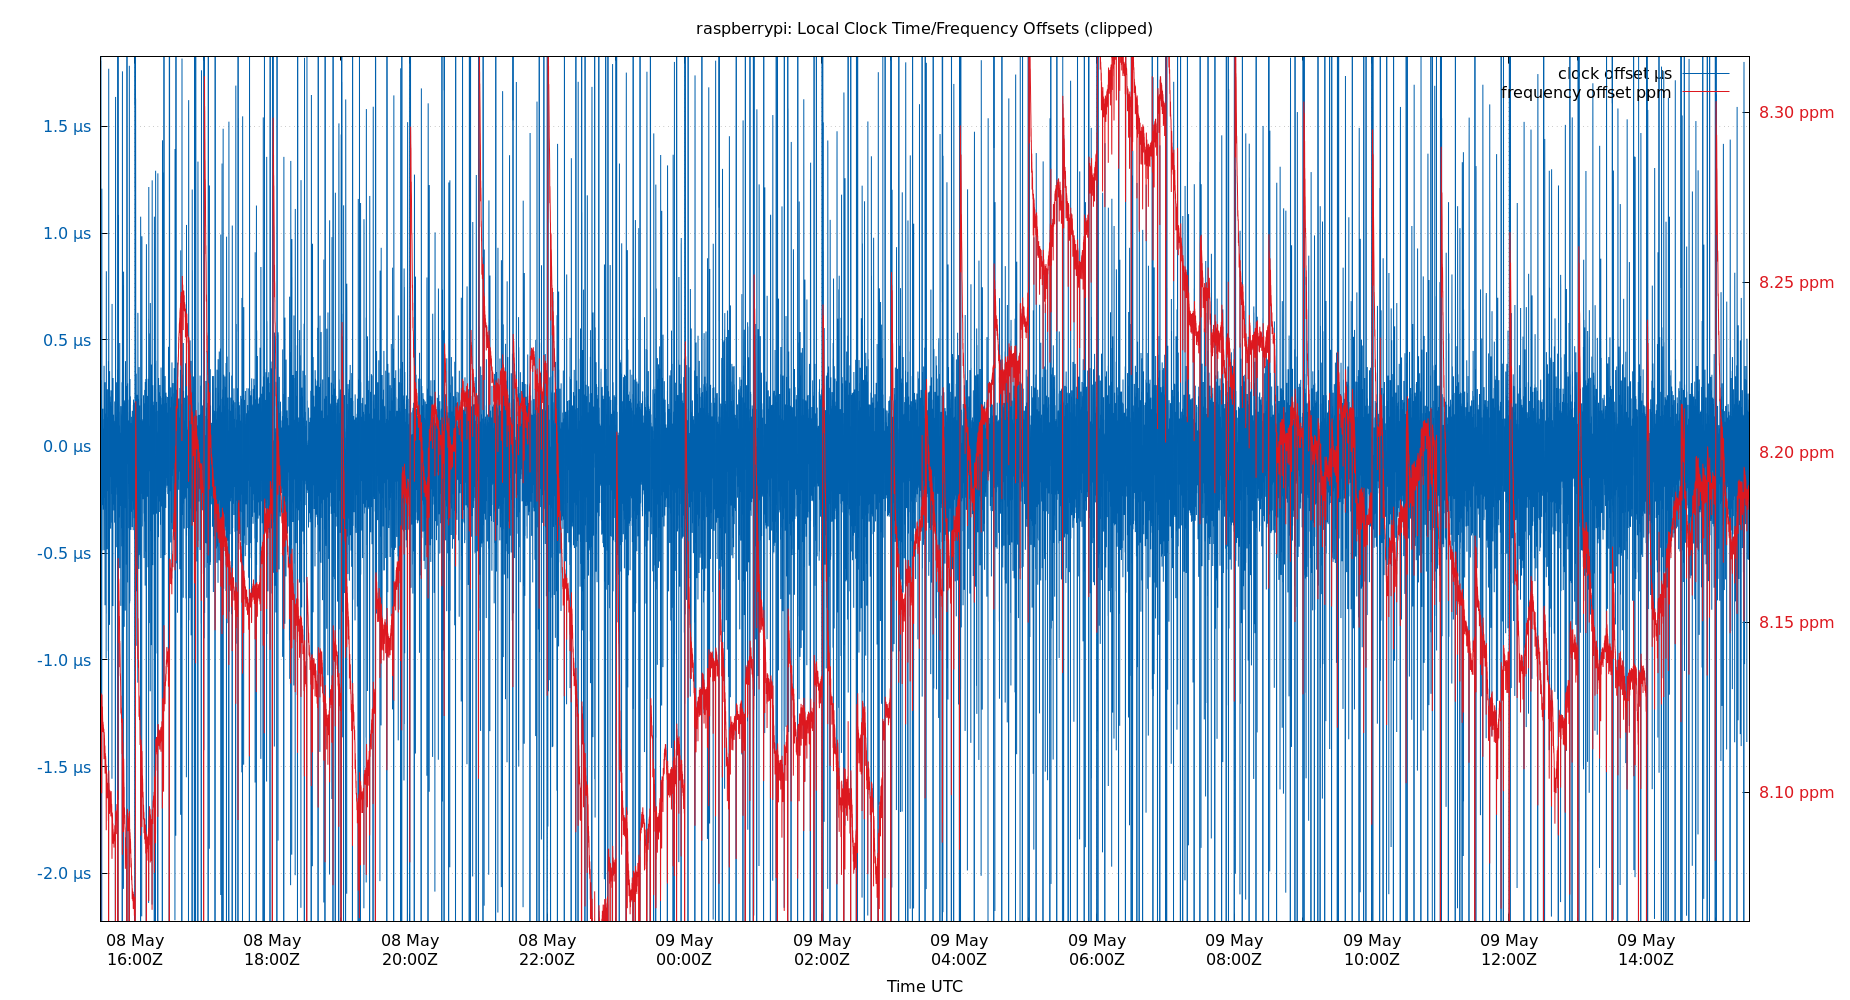 raspberrypi: Local Clock Time/Frequency Offsets (clipped)
clock offset µs
frequency offset ppm
1.5 µs
1.0 µs
0.5 µs
0.0 µs
-0.5 µs
-1.0 µs
-1.5 µs
-2.0 µs
8.30 ppm
8.25 ppm
8.20 ppm
8.15 ppm
8.10 ppm
08 May
16:00Z
08 May
18:00Z
08 May
20:00Z
08 May
22:00Z
09 May
00:00Z
09 May
02:00Z
09 May
04:00Z
09 May
06:00Z
09 May
08:00Z
09 May
10:00Z
09 May
12:00Z
09 May
14:00Z
Time UTC